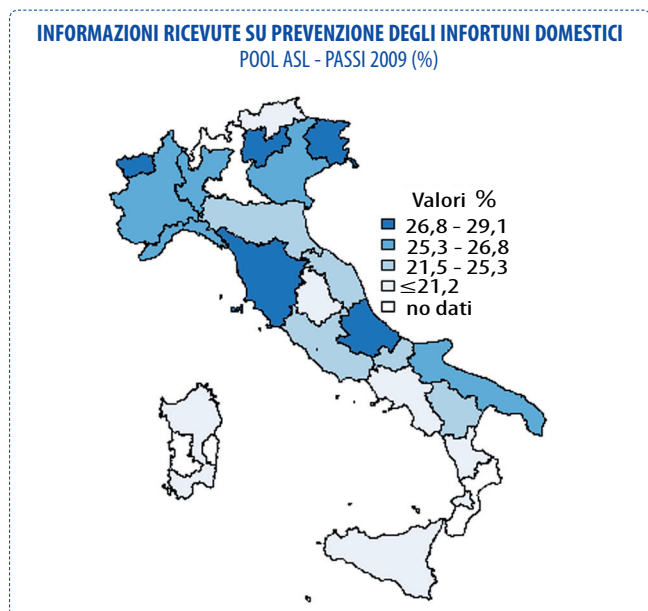 INFORMAZIONI RICEVUTE SU PREVENZIONE DEGLI INFORTUNI DOMESTICI
POOL ASL - PASSI 2009 (%)
Valori %
26,8 - 29,1
25,3 - 26,8
21,5 - 25,3
≤21,2
no dati